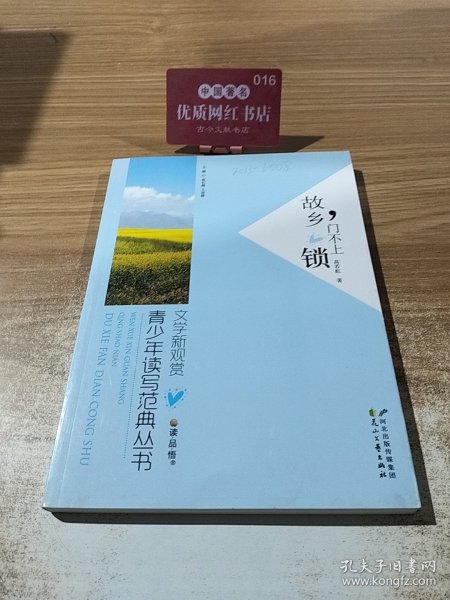 016
中国著名
优质网红书店
古今文献书店
故乡，
门不上
锁
著
文学新观赏
青少年读写范典丛书
WEN XUE XIN GUAN SHANG
QING SHAO NIAN
DU XIE FAN DIAN CONG SHU
读品悟®
河北出版传媒集团
花山文艺出版社
孔夫子旧书网
www.kongfz.com